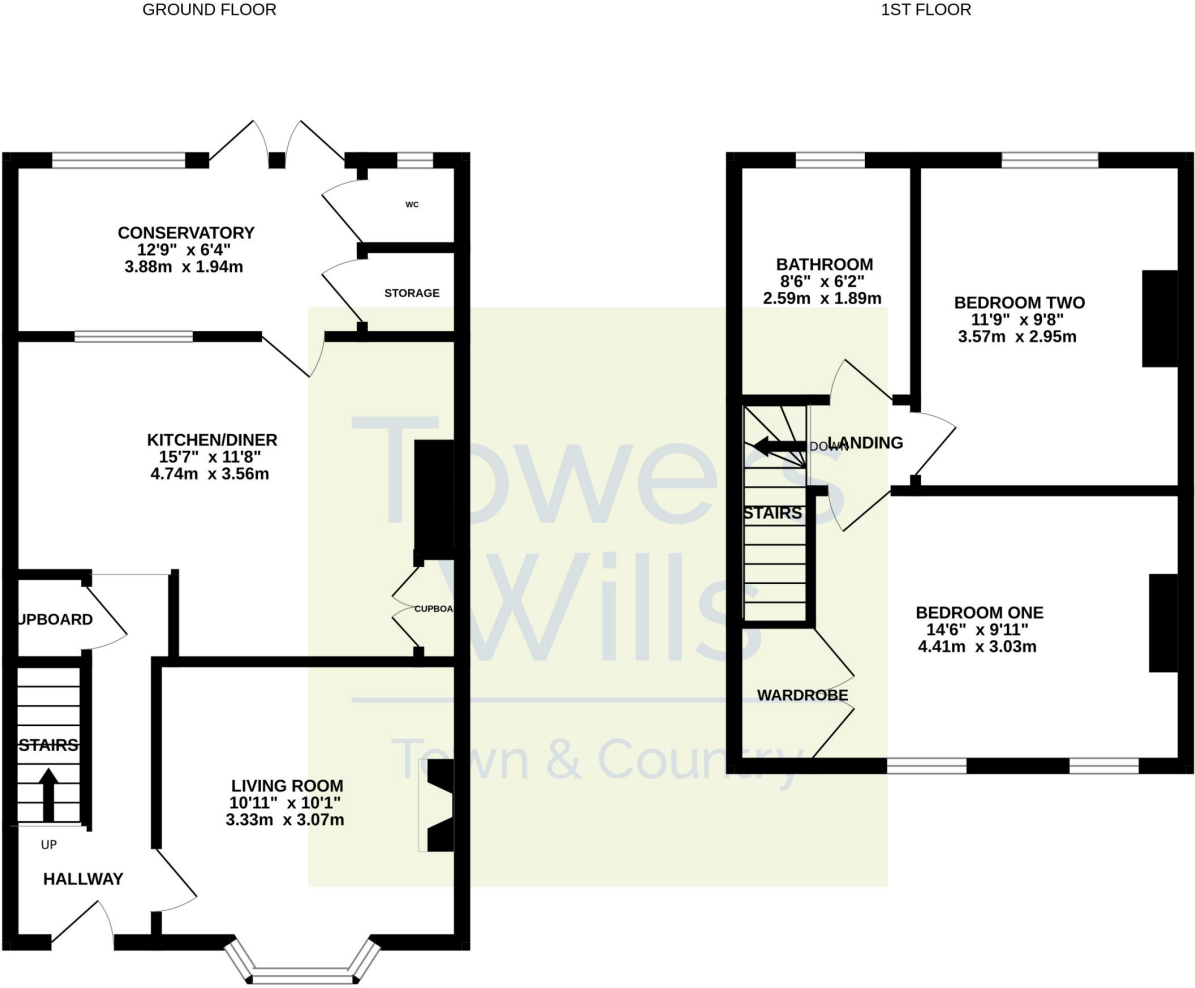 GROUND FLOOR
1ST FLOOR
CONSERVATORY
12'9" x 6'4"
3.88m x 1.94m
WC
STORAGE
KITCHEN/DINER
15'7" x 11'8"
4.74m x 3.56m
UPBOARD
CUPBOA
STAIRS
UP
HALLWAY
LIVING ROOM
10'11" x 10'1"
3.33m x 3.07m
BATHROOM
8'6" x 6'2"
2.59m x 1.89m
BEDROOM TWO
11'9" x 9'8"
3.57m x 2.95m
DOWN
LANDING
STAIRS
BEDROOM ONE
14'6" x 9'11"
4.41m x 3.03m
WARDROBE
Towers
Wills
Town & Country